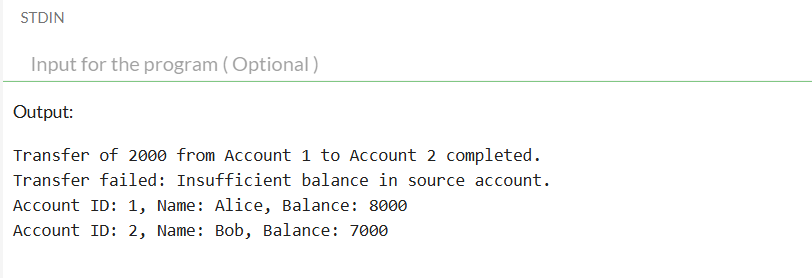 STDIN
Input for the program ( Optional )
Output:
Transfer of 2000 from Account 1 to Account 2 completed.
Transfer failed: Insufficient balance in source account.
Account ID: 1, Name: Alice, Balance: 8000
Account ID: 2, Name: Bob, Balance: 7000